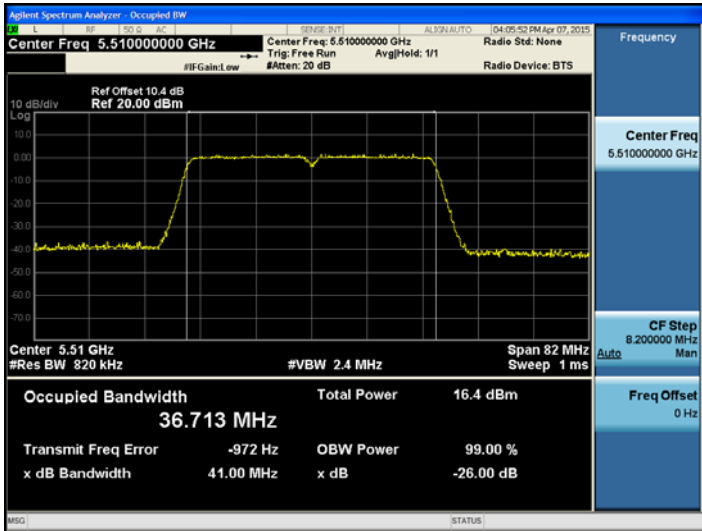 Agilent Spectrum Analyzer - Occupied BW
L RF 50 Ω AC SENSE:INT ALIGN AUTO 04:05:52 PM Apr 07, 2015
Center Freq 5.510000000 GHz
Center Freq: 5.510000000 GHz
Radio Std: None
Trig: Free Run Avg|Hold: 1/1
#IFGain:Low #Atten: 20 dB Radio Device: BTS
Frequency
Ref Offset 10.4 dB
10 dB/div Ref 20.00 dBm
Log
10.0
0.00
-10.0
-20.0
-30.0
-40.0
-50.0
-60.0
-70.0
Center 5.51 GHz Span 82 MHz
#Res BW 820 kHz #VBW 2.4 MHz Sweep 1 ms
Occupied Bandwidth Total Power 16.4 dBm
36.713 MHz
Transmit Freq Error -972 Hz OBW Power 99.00 %
x dB Bandwidth 41.00 MHz x dB -26.00 dB
Center Freq
5.510000000 GHz
CF Step
8.200000 MHz
Auto Man
Freq Offset
0 Hz
MSG STATUS